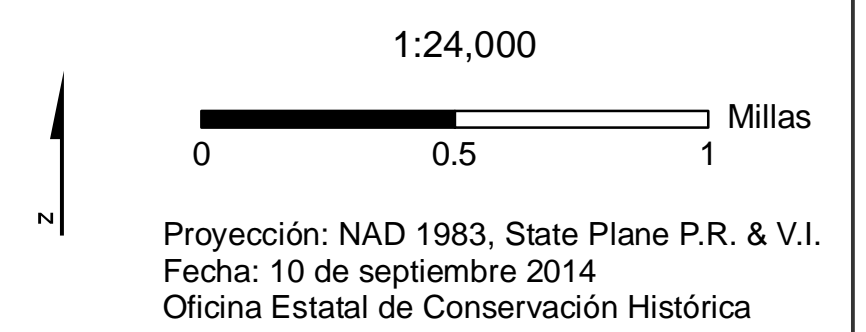 1:24,000
Millas
0 0.5 1
N
Proyección: NAD 1983, State Plane P.R. & V.I.
Fecha: 10 de septiembre 2014
Oficina Estatal de Conservación Histórica